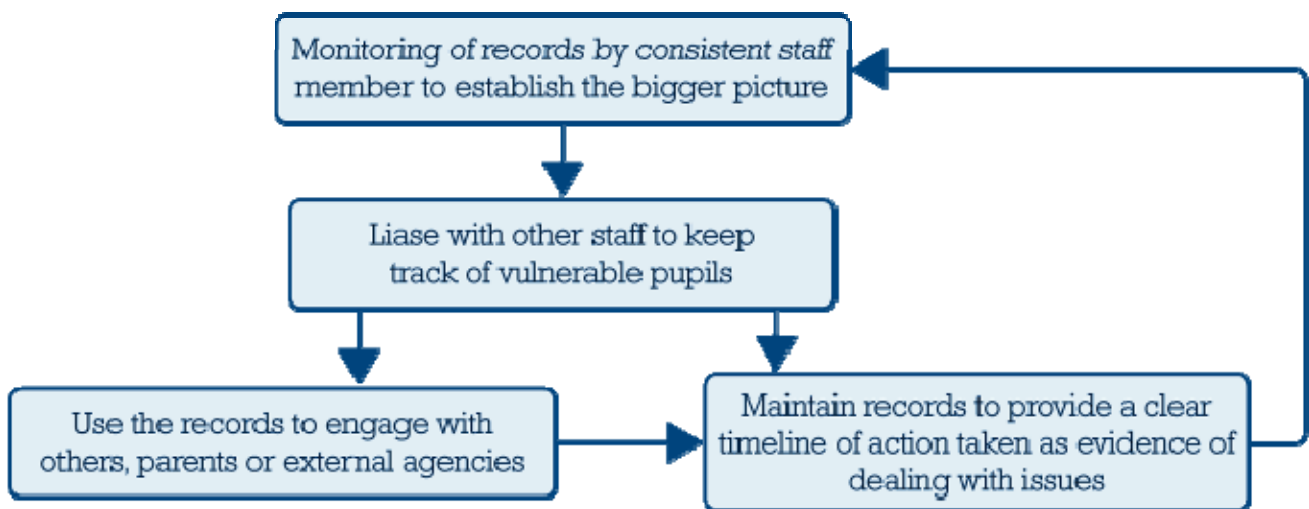 Monitoring of records by consistent staff
member to establish the bigger picture
Liase with other staff to keep
track of vulnerable pupils
Use the records to engage with
others, parents or external agencies
Maintain records to provide a clear
timeline of action taken as evidence of
dealing with issues